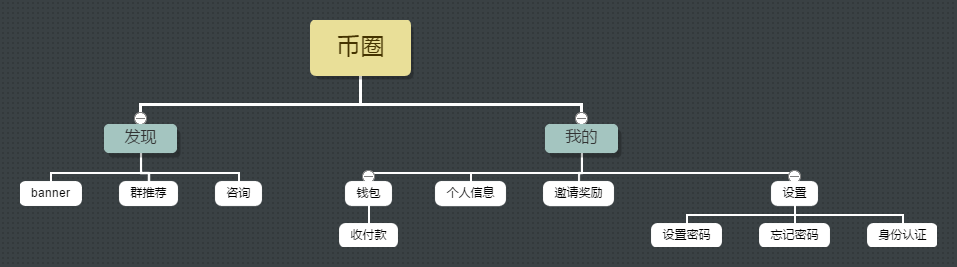 币圈
发现
我的
banner
群推荐
咨询
钱包
个人信息
邀请奖励
设置
收付款
设置密码
忘记密码
身份认证